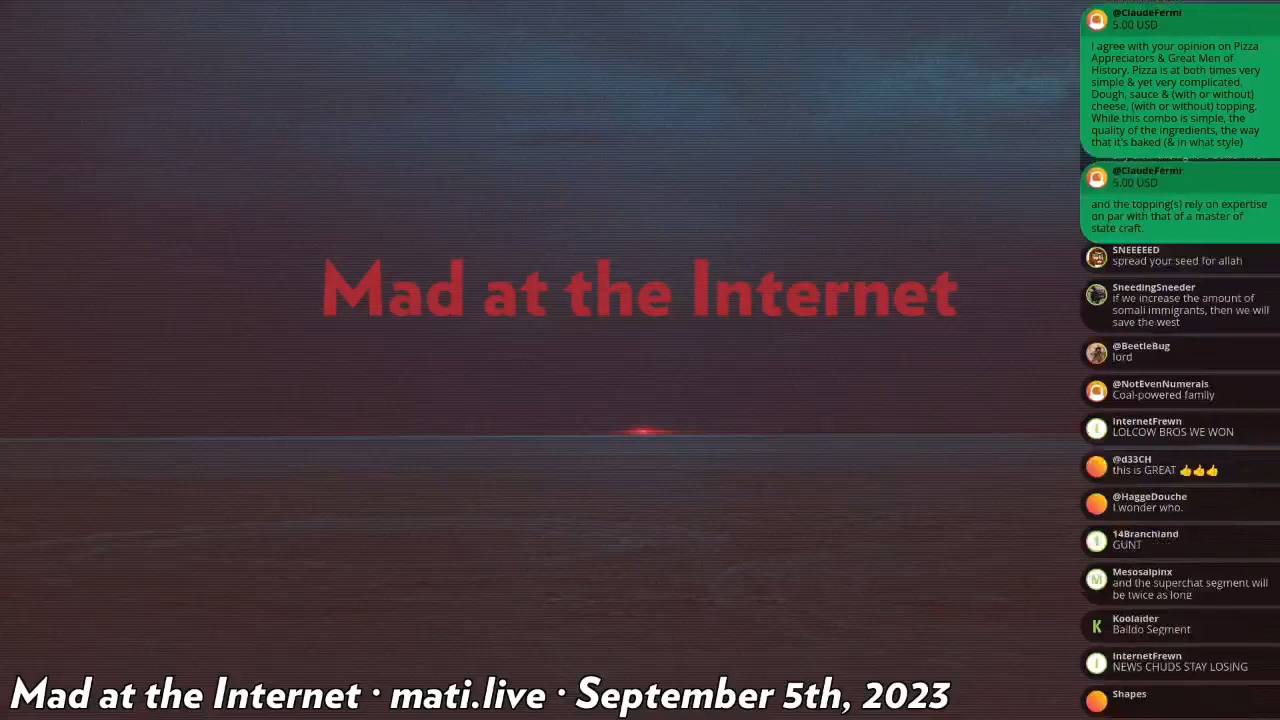 Mad at the Internet
@ClaudeFermi
5.00 USD
I agree with your opinion on Pizza
Appreciators & Great Men of
History. Pizza is at both times very
simple & yet very complicated.
Dough, sauce & (with or without)
cheese, (with or without) topping.
While this combo is simple, the
quality of the ingredients, the way
that it's baked (& in what style)
@ClaudeFermi
5.00 USD
and the topping(s) rely on expertise
on par with that of a master of
state craft.
SNEEEEED
spread your seed for allah
SneedingSneeder
if we increase the amount of
somali immigrants, then we will
save the west
@BeetleBug
lord
@NotEvenNumerals
Coal-powered family
InternetFrewn
LOLCOW BROS WE WON
@d33CH
this is GREAT 👍👍👍
@HaggeDouche
I wonder who.
14Branchland
GUNT
Mesosalpinx
and the superchat segment will
be twice as long
Koolaider
Baildo Segment
InternetFrewn
NEWS CHUDS STAY LOSING
Shapes
Mad at the Internet · mati.live · September 5th, 2023